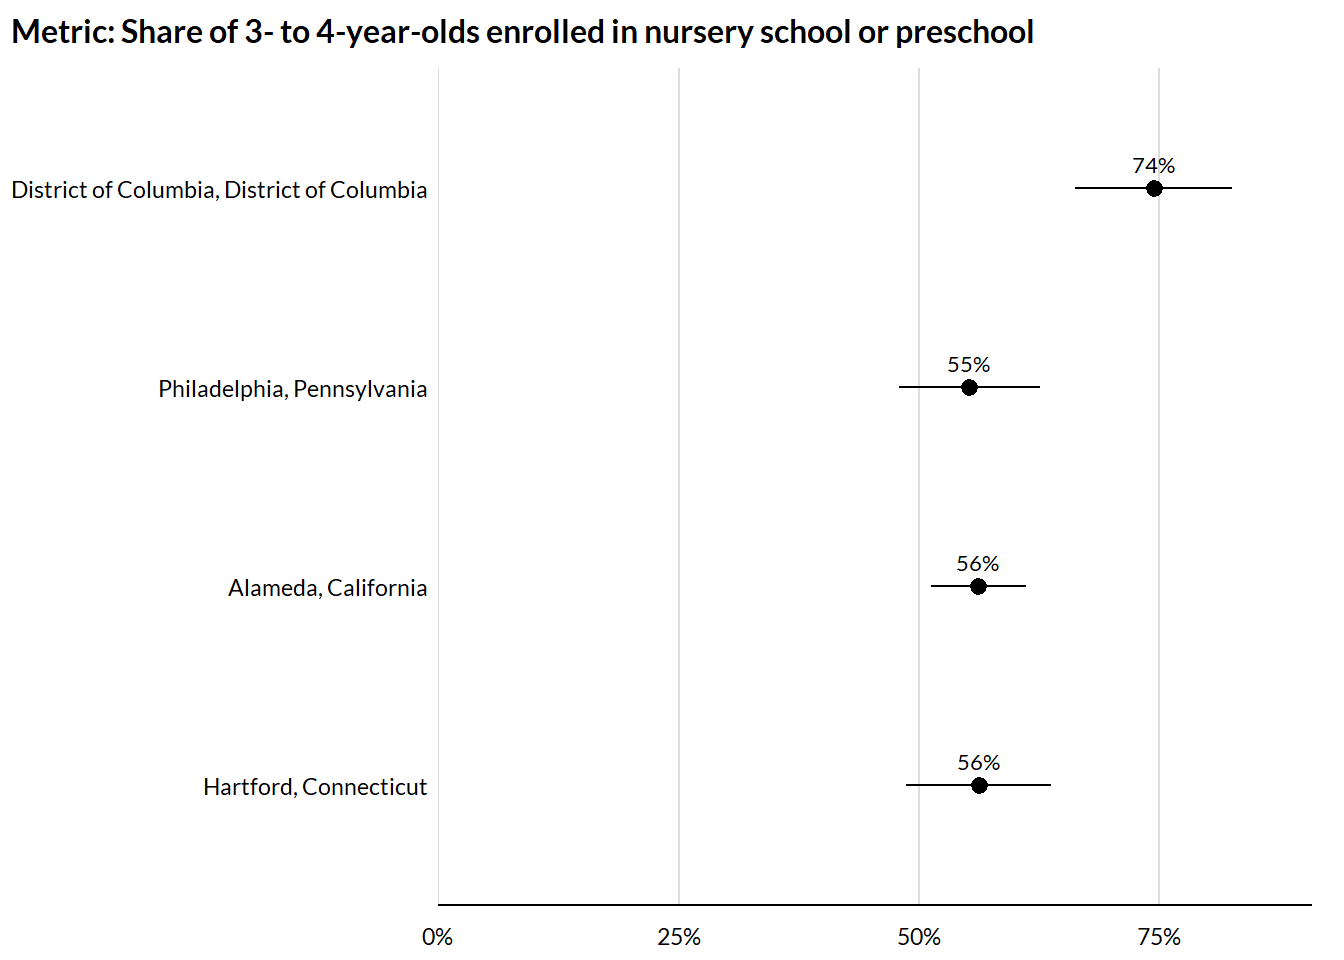 Metric: Share of 3- to 4-year-olds enrolled in nursery school or preschool
74%
District of Columbia, District of Columbia
55%
Philadelphia, Pennsylvania
56%
Alameda, California
56%
Hartford, Connecticut
0% 25% 50% 75%